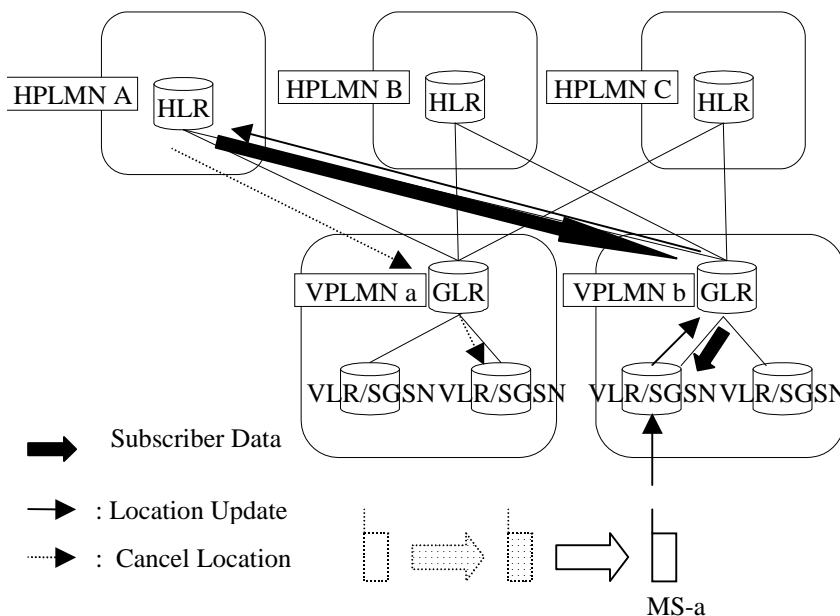 HPLMN A
HLR
HPLMN B
HLR
HPLMN C
HLR
VPLMN a
GLR
VPLMN b
GLR
VLR/SGSN
VLR/SGSN
VLR/SGSN
VLR/SGSN
Subscriber Data
: Location Update
: Cancel Location
MS-a